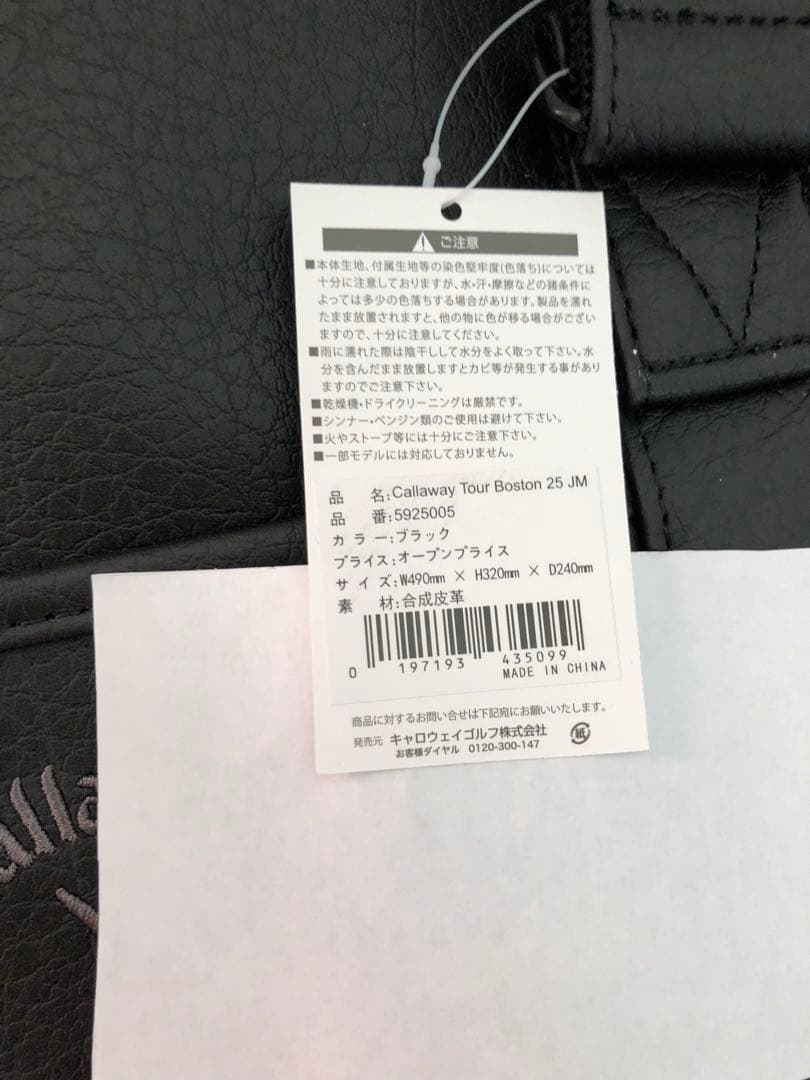 ⚠ ご注意
■本体生地、付属生地等の染色堅牢度(色落ち)については
十分に注意しておりますが、水・汗・摩擦などの諸条件に
よっては多少の色落ちする場合があります。製品を濡れ
たまま放置されますと、他の物に色が移る場合がござい
ますので、十分に注意してください。
■雨に濡れた際は陰干しして水分をよく取って下さい。水
分を含んだまま放置しますとカビ等が発生する事があり
ますのでご注意下さい。
■乾燥機・ドライクリーニングは厳禁です。
■シンナー・ベンジン類のご使用は避けて下さい。
■火やストーブ等には十分にご注意下さい。
■一部モデルには対応しておりません。
品 名:Callaway Tour Boston 25 JM
品 番:5925005
カ ラ ー:ブラック
プライス:オープンプライス
サ イ ズ:W490mm × H320mm × D240mm
素 材:合成皮革
0 197193 435099
MADE IN CHINA
商品に対するお問い合せは下記宛にお願いいたします。
発売元 キャロウェイゴルフ株式会社
お客様ダイヤル 0120-300-147
紙
alla